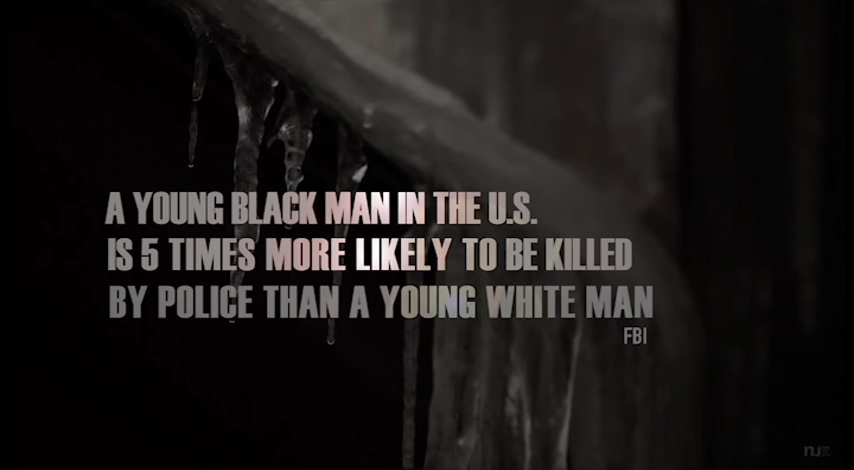 A YOUNG BLACK MAN IN THE U.S.
IS 5 TIMES MORE LIKELY TO BE KILLED
BY POLICE THAN A YOUNG WHITE MAN
FBI